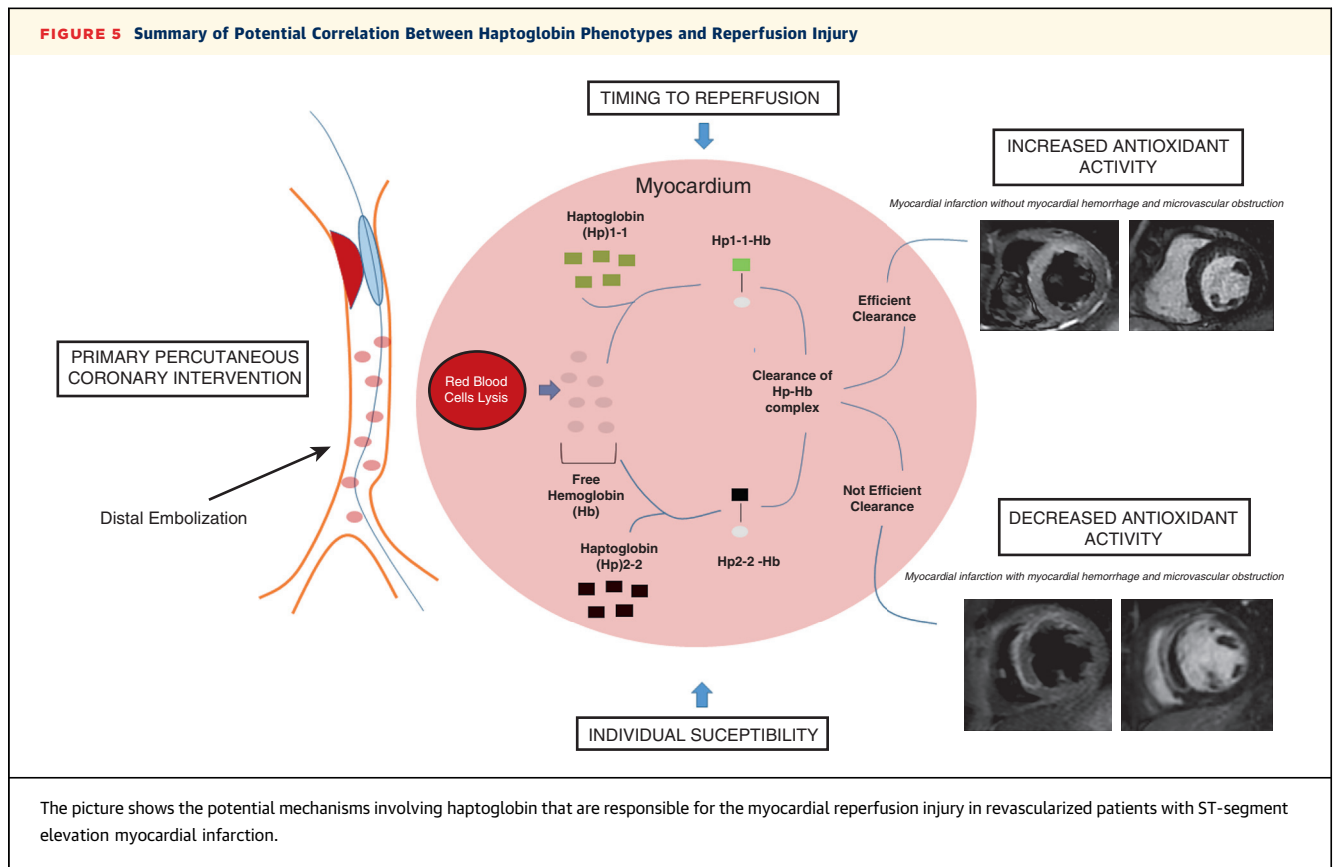 FIGURE 5 Summary of Potential Correlation Between Haptoglobin Phenotypes and Reperfusion Injury
TIMING TO REPERFUSION
INCREASED ANTIOXIDANT
ACTIVITY
Myocardial infarction without myocardial hemorrhage and microvascular obstruction
Myocardium
Haptoglobin
(Hp)1-1
Hp1-1-Hb
Efficient
Clearance
PRIMARY PERCUTANEOUS
CORONARY INTERVENTION
Red Blood
Cells Lysis
Clearance of
Hp-Hb
complex
Free
Hemoglobin
(Hb)
Not Efficient
Clearance
Distal Embolization
DECREASED ANTIOXIDANT
ACTIVITY
Haptoglobin
(Hp)2-2
Hp2-2 -Hb
Myocardial infarction with myocardial hemorrhage and microvascular obstruction
INDIVIDUAL SUCEPTIBILITY
The picture shows the potential mechanisms involving haptoglobin that are responsible for the myocardial reperfusion injury in revascularized patients with ST-segment
elevation myocardial infarction.